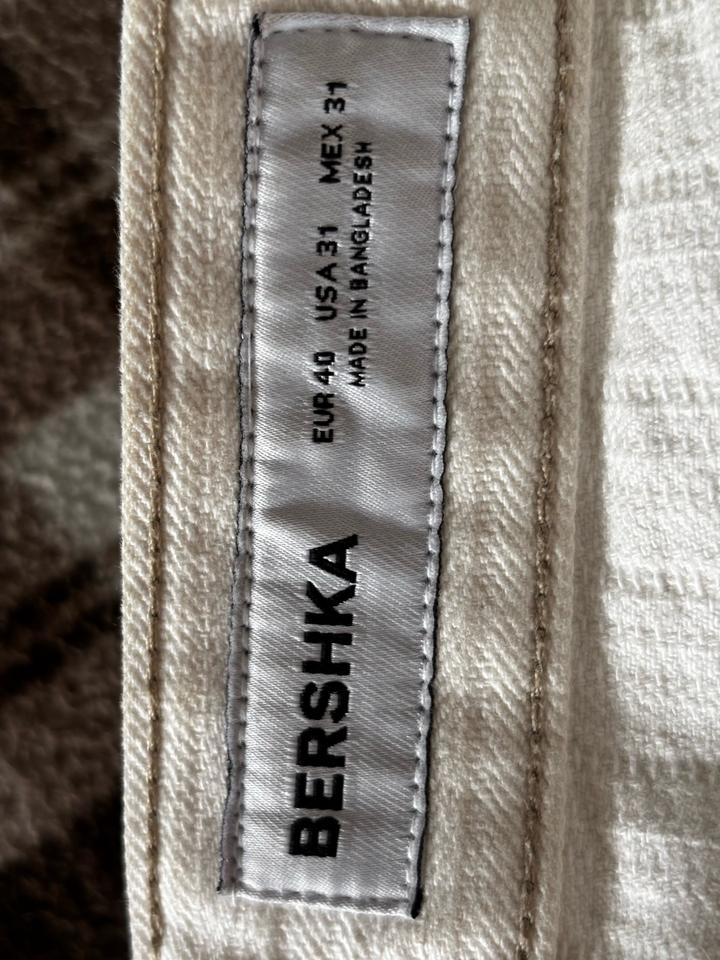 BERSHKA
EUR 40 USA 31 MEX 31
MADE IN BANGLADESH